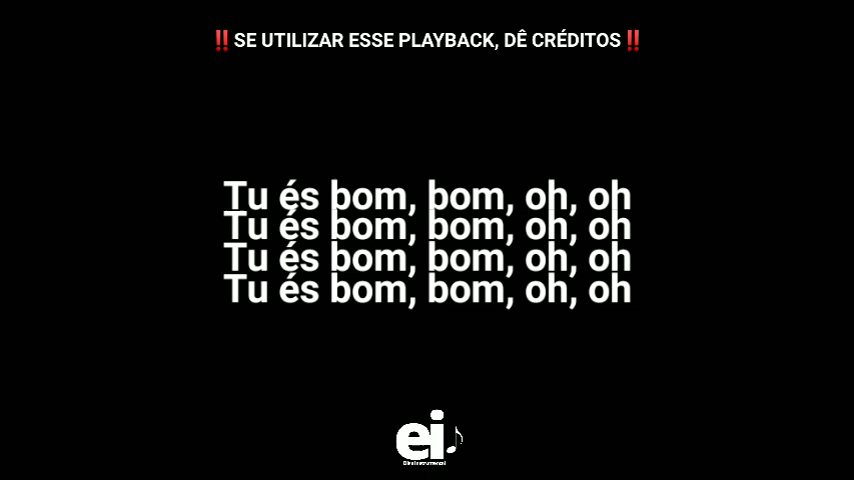 ‼️SE UTILIZAR ESSE PLAYBACK, DÊ CRÉDITOS‼️
Tu és bom, bom, oh, oh
Tu és bom, bom, oh, oh
Tu és bom, bom, oh, oh
Tu és bom, bom, oh, oh
ei